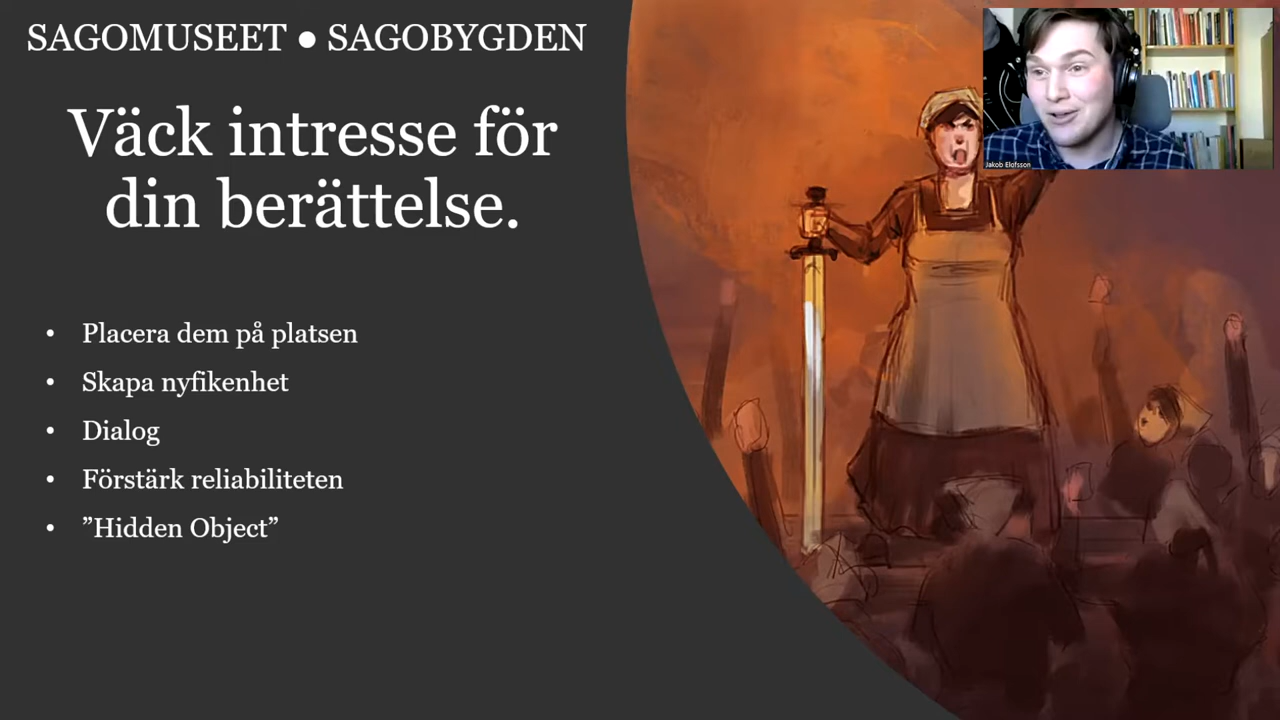 SAGOMUSEET ● SAGOBYGDEN
Väck intresse för
din berättelse.
• Placera dem på platsen
• Skapa nyfikenhet
• Dialog
• Förstärk reliabiliteten
• ”Hidden Object”
Jakob Elofsson